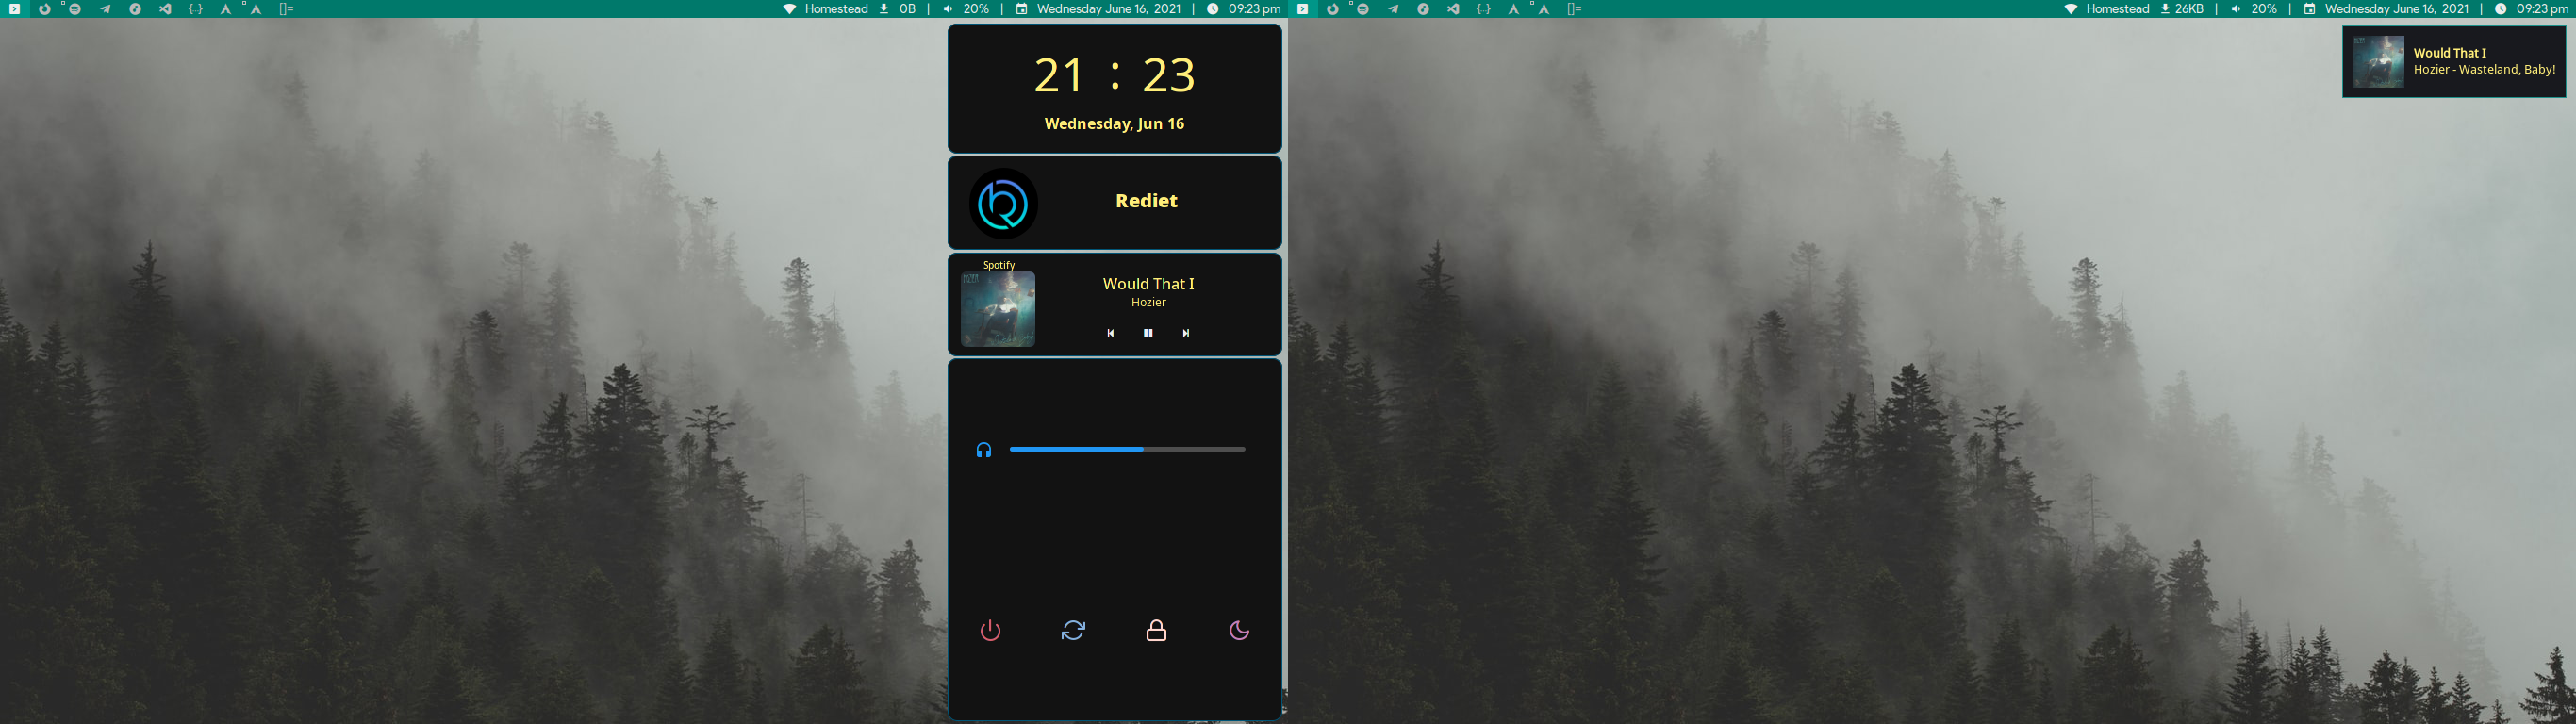 {..} []= Homestead 0B | 20% | Wednesday June 16, 2021 | 09:23 pm
21 : 23
Wednesday, Jun 16
Rediet
Spotify
Would That I
Hozier
{..} []= Homestead 26KB | 20% | Wednesday June 16, 2021 | 09:23 pm
Would That I
Hozier - Wasteland, Baby!